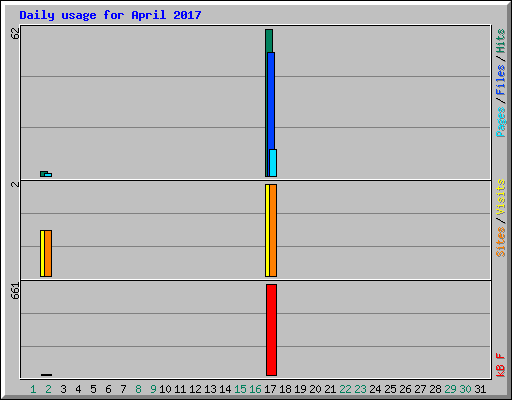 Daily usage for April 2017
62
2
661
Pages / Files / Hits
Sites / Visits
kB F
1 2 3 4 5 6 7 8 9 10 11 12 13 14 15 16 17 18 19 20 21 22 23 24 25 26 27 28 29 30 31